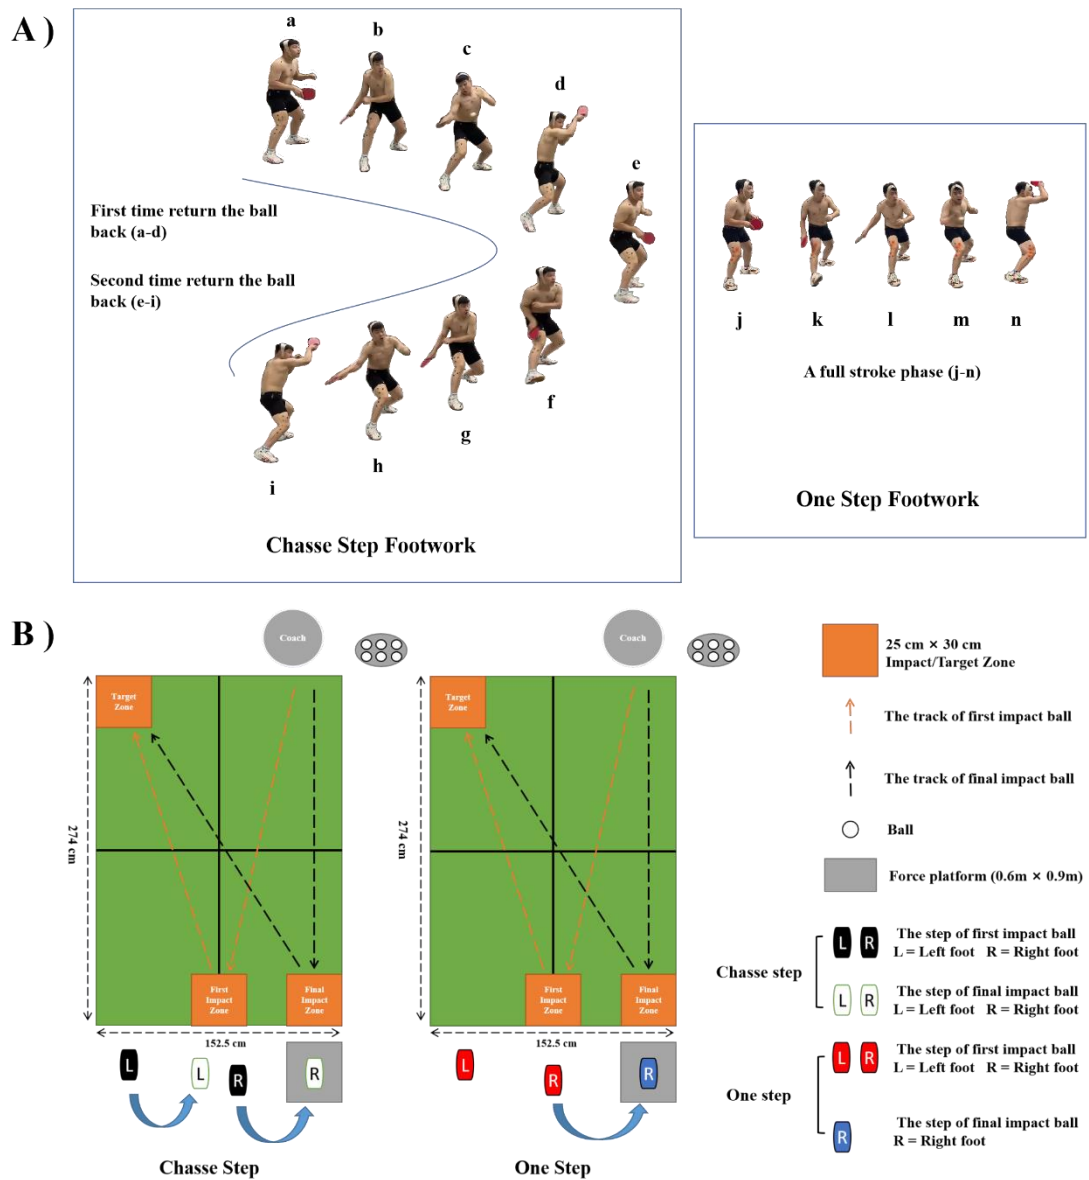 A )
a
b
c
d
e
First time return the ball
back (a-d)
Second time return the ball
back (e-i)
f
g
h
i
Chasse Step Footwork
j
k
l
m
n
A full stroke phase (j-n)
One Step Footwork
B )
Coach
Target
Zone
274 cm
First
Impact
Zone
Final
Impact
Zone
152.5 cm
L
L
R
R
Chasse Step
Coach
Target
Zone
274 cm
First
Impact
Zone
Final
Impact
Zone
152.5 cm
L
R
R
One Step
25 cm × 30 cm
Impact/Target Zone
The track of first impact ball
The track of final impact ball
Ball
Force platform (0.6m × 0.9m)
Chasse step
L R
The step of first impact ball
L = Left foot R = Right foot
L R
The step of final impact ball
L = Left foot R = Right foot
One step
L R
The step of first impact ball
L = Left foot R = Right foot
R
The step of final impact ball
R = Right foot